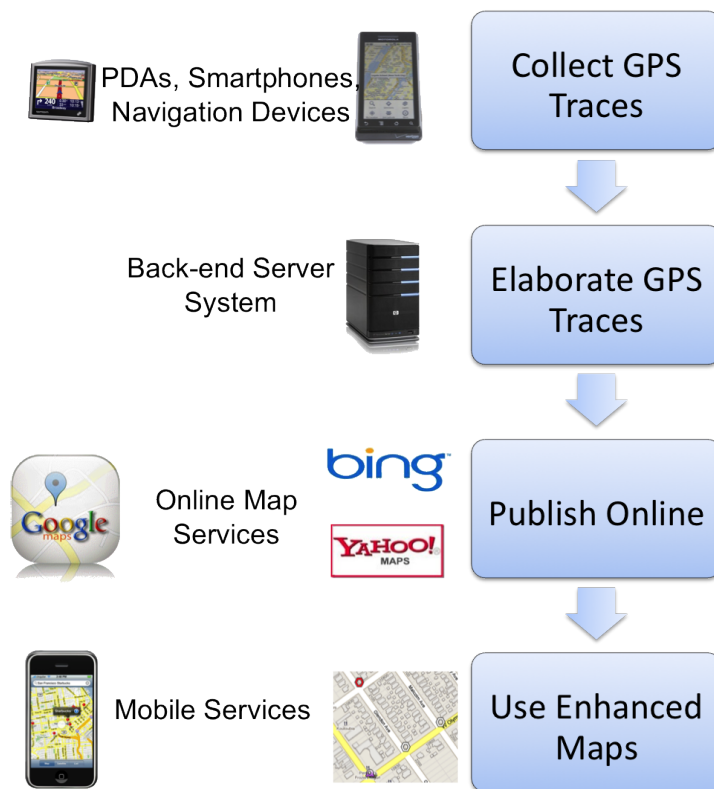 PDAs, Smartphones,
Navigation Devices
Collect GPS
Traces
240
Back-end Server
System
Elaborate GPS
Traces
Google
maps
Online Map
Services
bing
YAHOO!
MAPS
Publish Online
Mobile Services
Use Enhanced
Maps